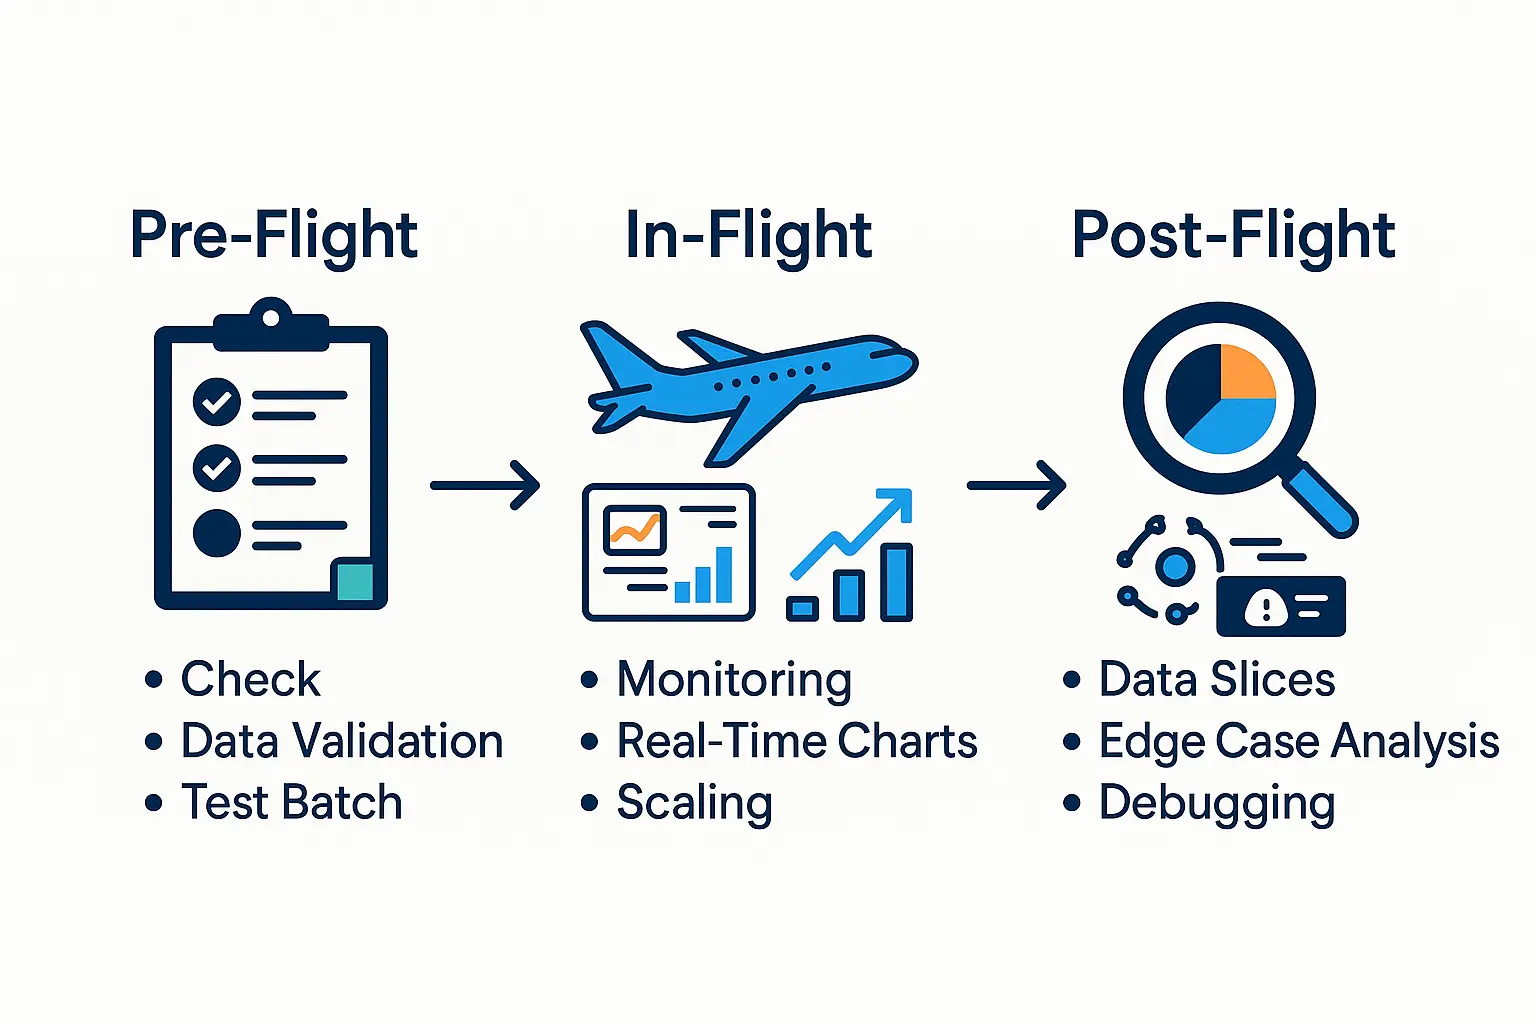 Pre-Flight
• Check
• Data Validation
• Test Batch
In-Flight
• Monitoring
• Real-Time Charts
• Scaling
Post-Flight
• Data Slices
• Edge Case Analysis
• Debugging